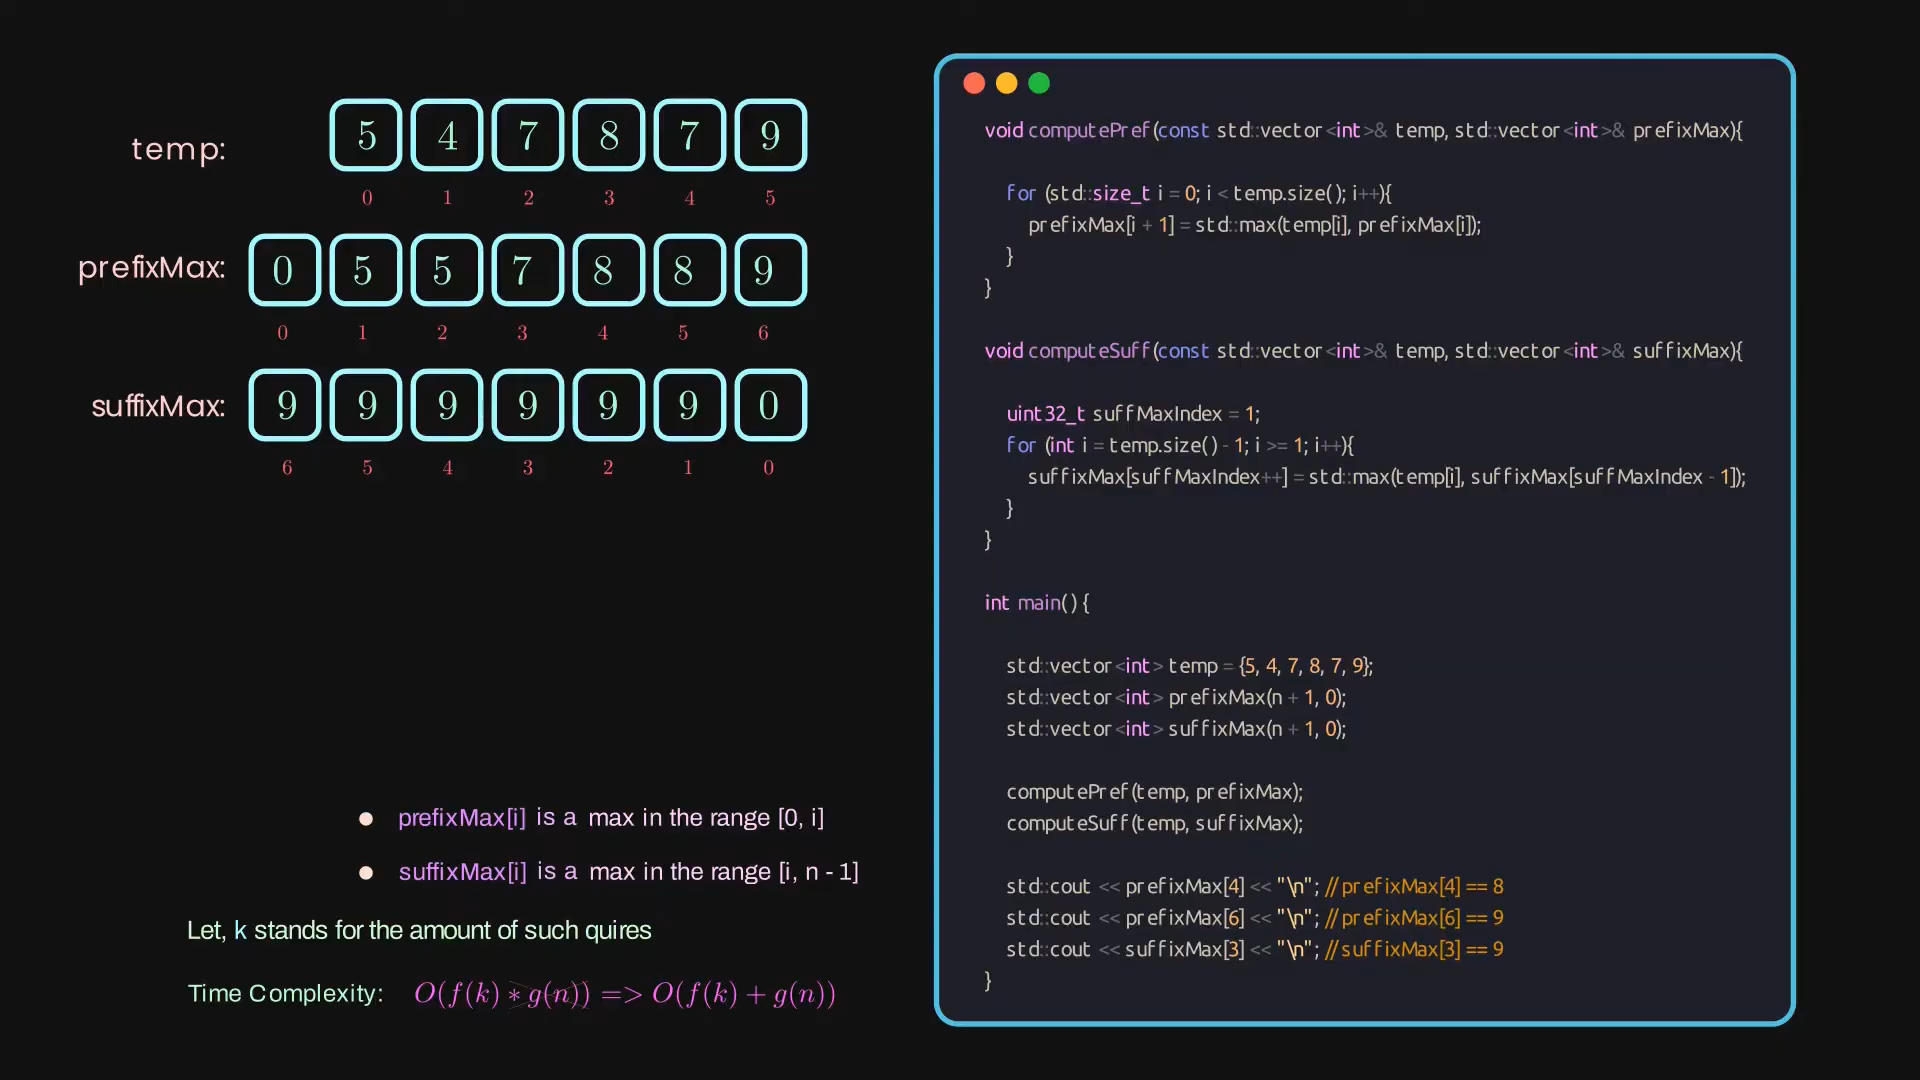 temp:
5 4 7 8 7 9
0 1 2 3 4 5
prefixMax:
0 5 5 7 8 8 9
0 1 2 3 4 5 6
suffixMax:
9 9 9 9 9 9 0
6 5 4 3 2 1 0
prefixMax[i] is a max in the range [0, i]
suffixMax[i] is a max in the range [i, n - 1]
Let, k stands for the amount of such quires
Time Complexity: O(f(k) * g(n)) => O(f(k) + g(n))
void computePref(const std::vector<int>& temp, std::vector<int>& prefixMax){
for (std::size_t i = 0; i < temp.size(); i++){
prefixMax[i + 1] = std::max(temp[i], prefixMax[i]);
}
}
void computeSuff(const std::vector<int>& temp, std::vector<int>& suffixMax){
uint32_t suffMaxIndex = 1;
for (int i = temp.size() - 1; i >= 1; i++){
suffixMax[suffMaxIndex++] = std::max(temp[i], suffixMax[suffMaxIndex - 1]);
}
}
int main() {
std::vector<int> temp = {5, 4, 7, 8, 7, 9};
std::vector<int> prefixMax(n + 1, 0);
std::vector<int> suffixMax(n + 1, 0);
computePref(temp, prefixMax);
computeSuff(temp, suffixMax);
std::cout << prefixMax[4] << "\n"; //prefixMax[4] == 8
std::cout << prefixMax[6] << "\n"; //prefixMax[6] == 9
std::cout << suffixMax[3] << "\n"; //suffixMax[3] == 9
}